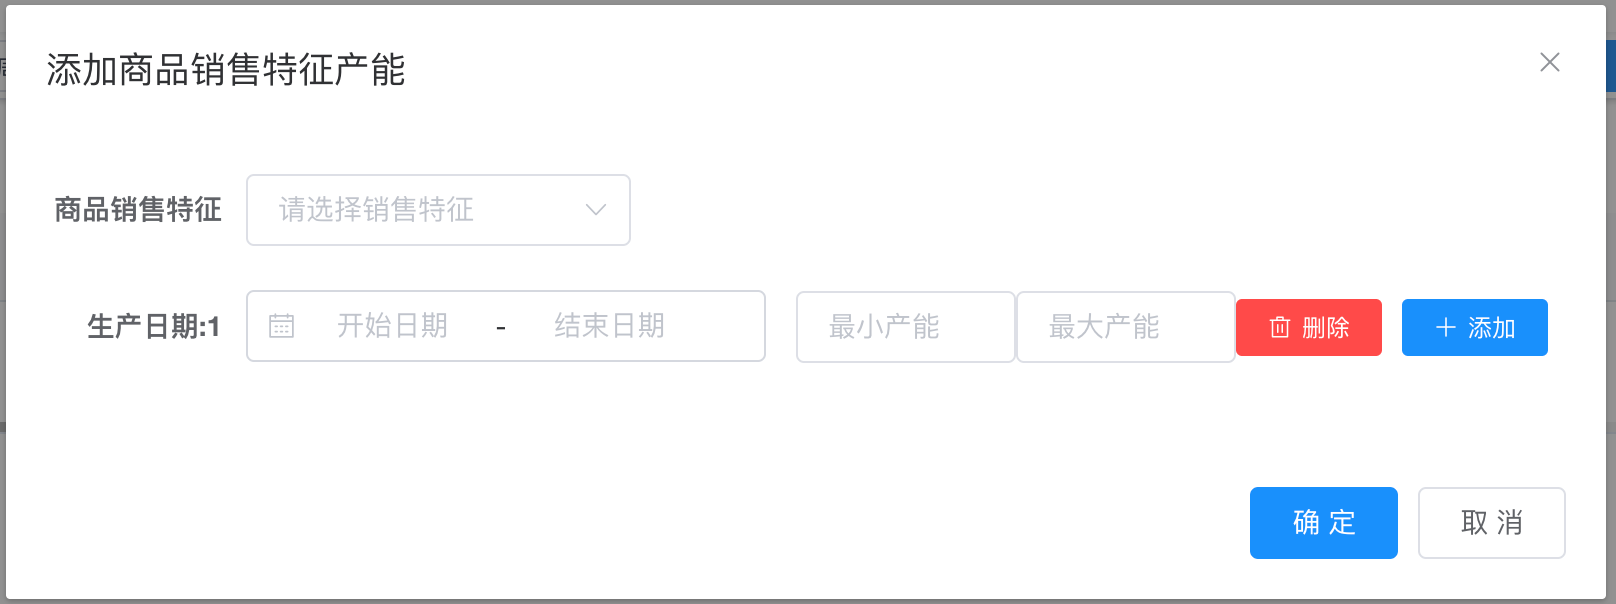 添加商品销售特征产能
商品销售特征 请选择销售特征
生产日期:1 开始日期 - 结束日期 最小产能 最大产能 删除 添加
确 定 取 消